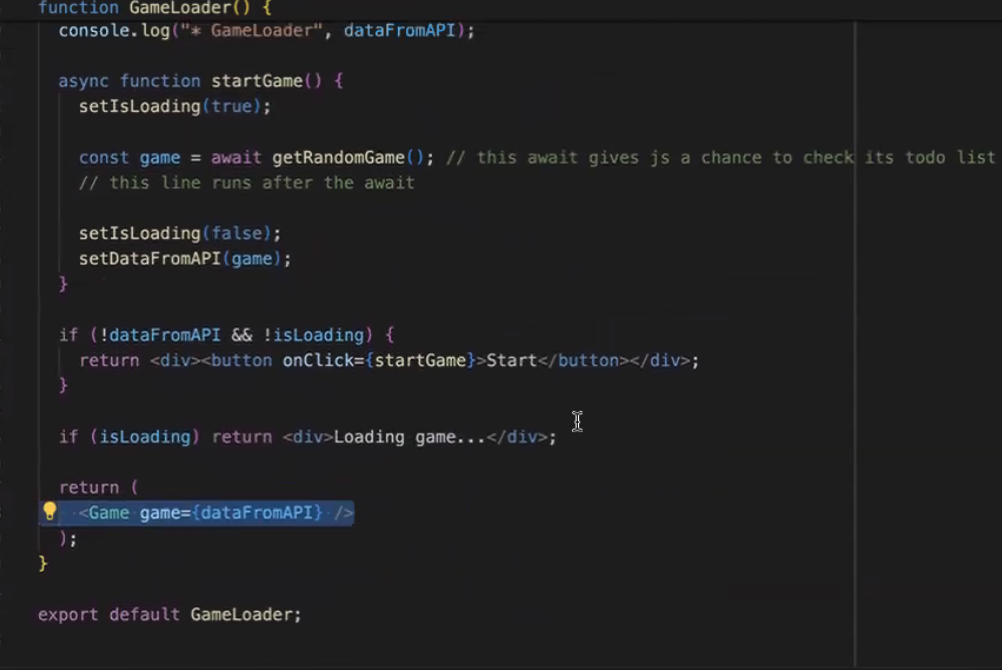 function GameLoader() {
console.log("* GameLoader", dataFromAPI);
async function startGame() {
setIsLoading(true);
const game = await getRandomGame(); // this await gives js a chance to check its todo list
// this line runs after the await
setIsLoading(false);
setDataFromAPI(game);
}
if (!dataFromAPI && !isLoading) {
return <div><button onClick={startGame}>Start</button></div>;
}
if (isLoading) return <div>Loading game...</div>;
return (
<Game game={dataFromAPI} />
);
}
export default GameLoader;